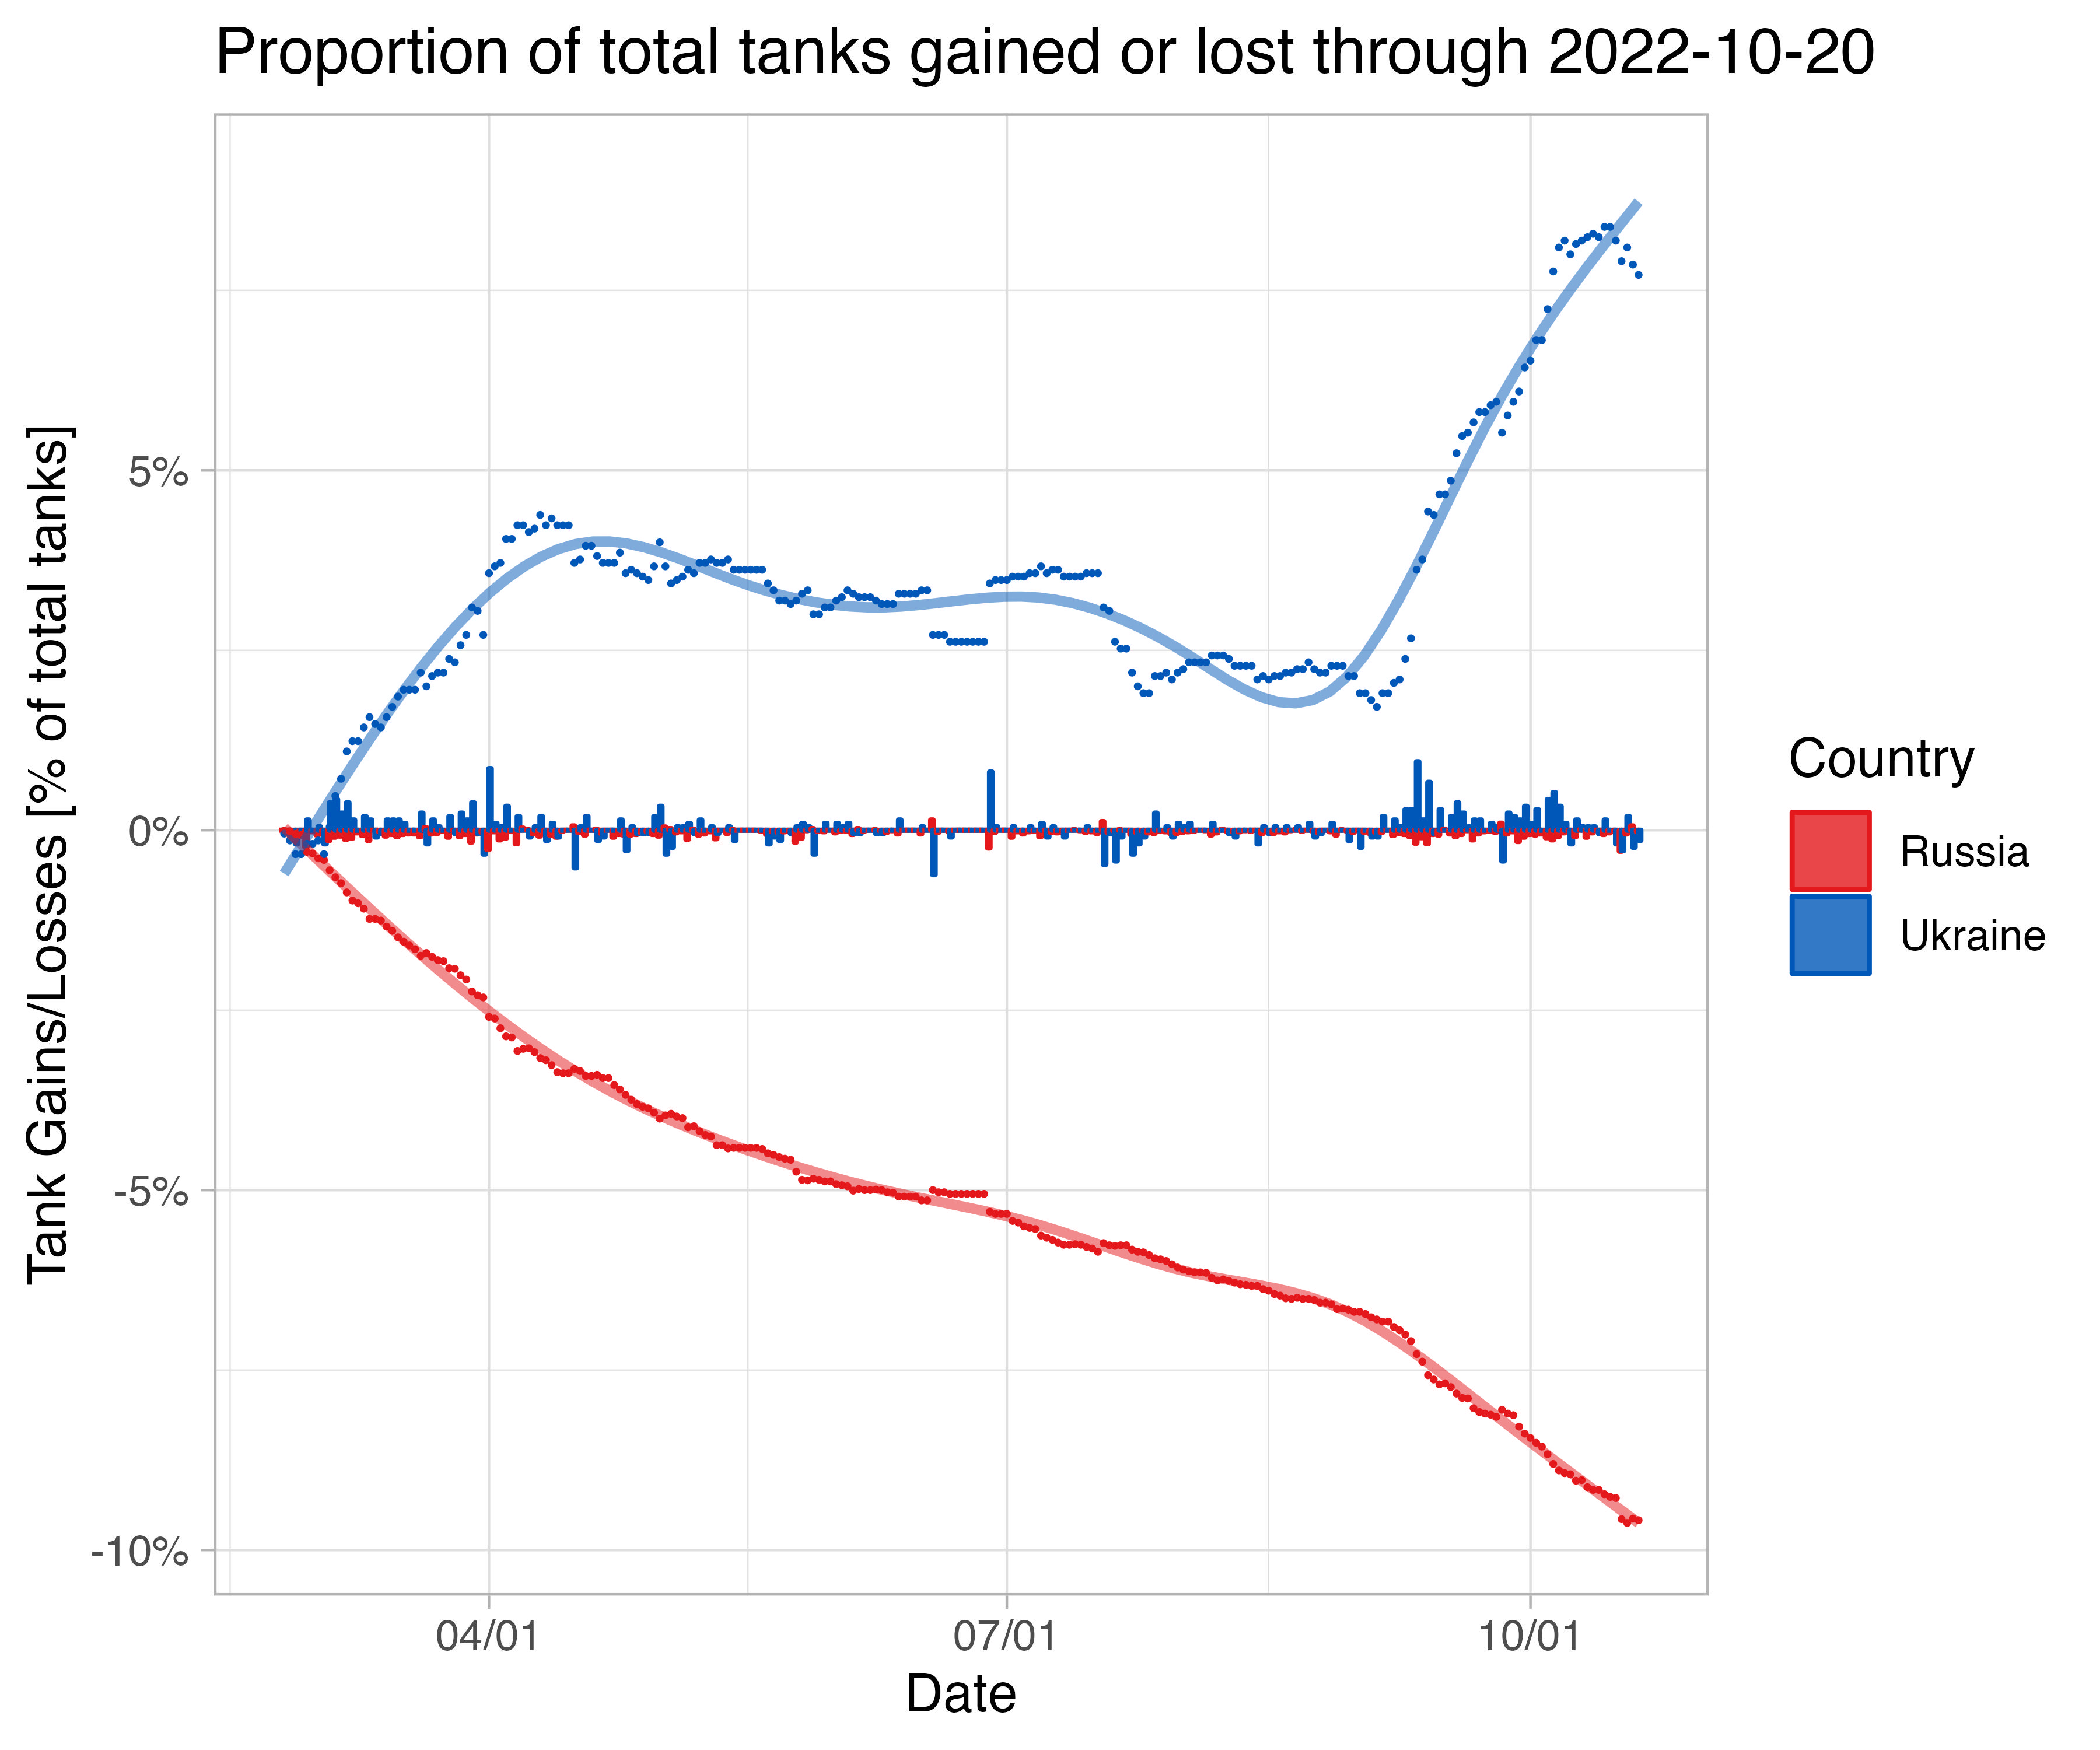 Proportion of total tanks gained or lost through 2022-10-20
Tank Gains/Losses [% of total tanks]
5%
0%
-5%
-10%
04/01
07/01
10/01
Date
Country
Russia
Ukraine